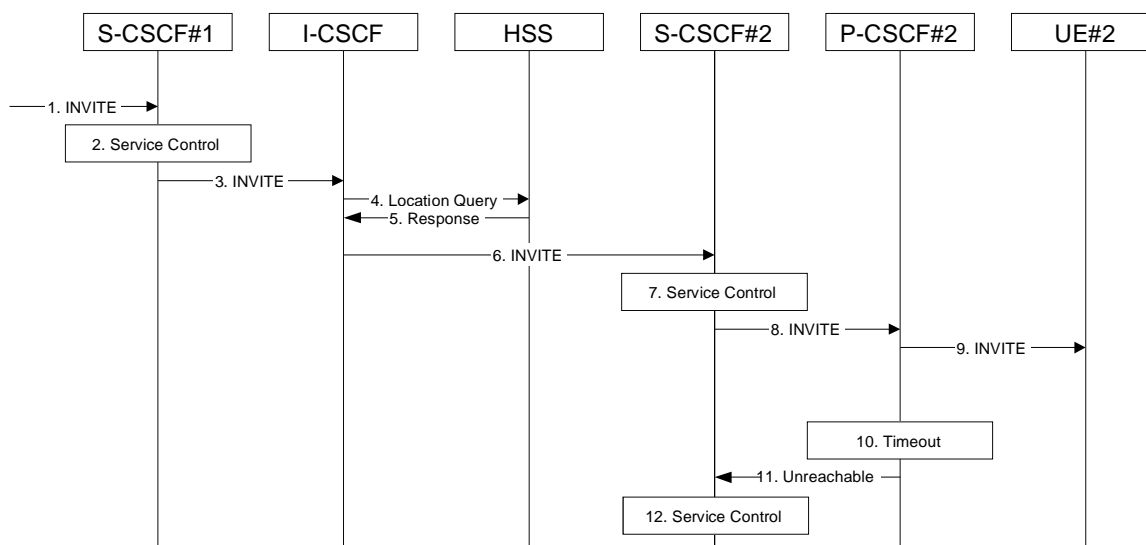 S-CSCF#1 I-CSCF HSS S-CSCF#2 P-CSCF#2 UE#2
1. INVITE
2. Service Control
3. INVITE
4. Location Query
5. Response
6. INVITE
7. Service Control
8. INVITE
9. INVITE
10. Timeout
11. Unreachable
12. Service Control